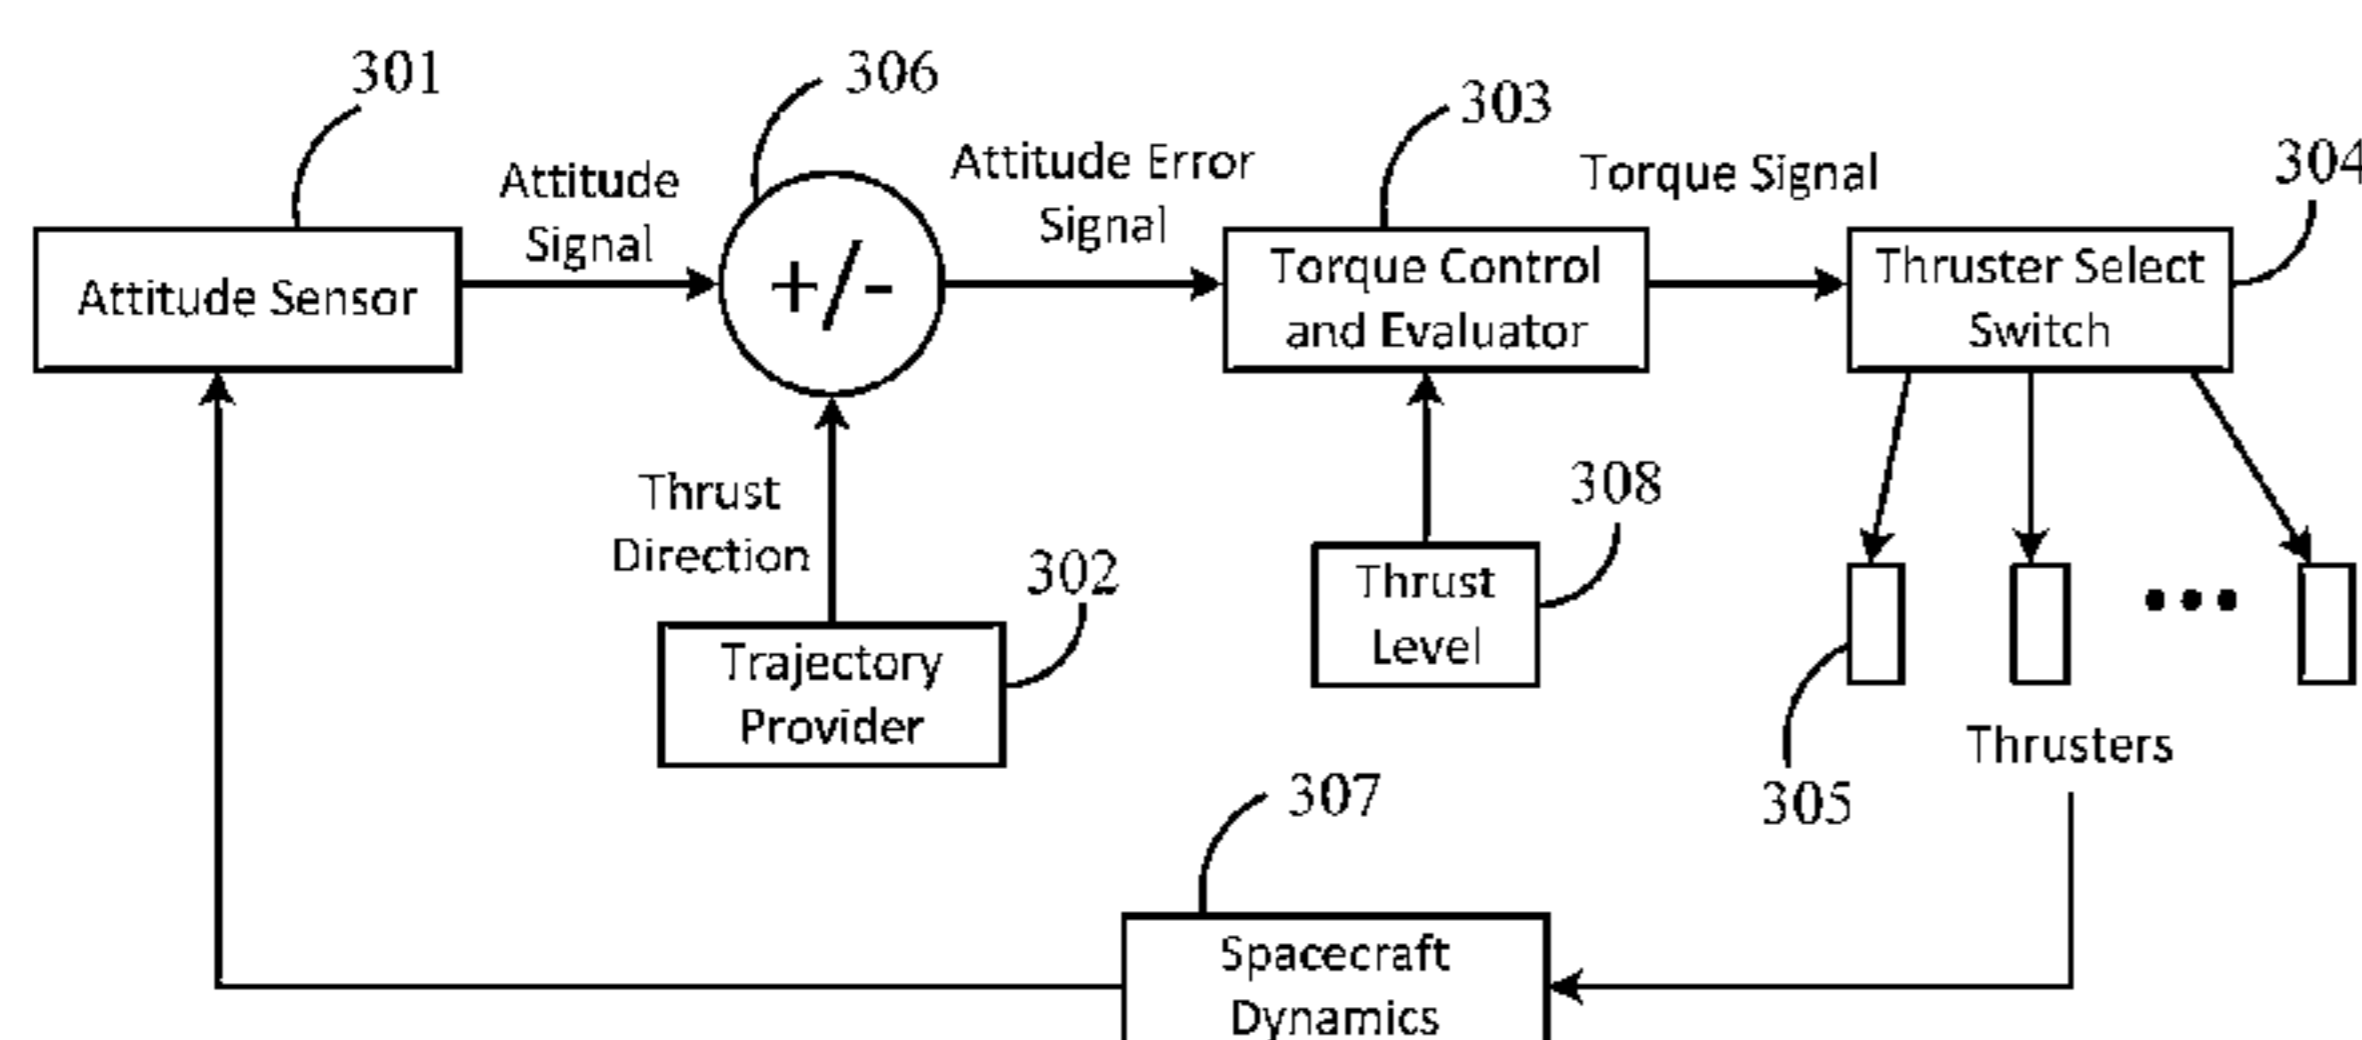 301
306
303
304
Attitude
Signal
Attitude Error
Signal
Torque Signal
Attitude Sensor
+/-
Torque Control
and Evaluator
Thruster Select
Switch
Thrust
Direction
302
308
Trajectory
Provider
Thrust
Level
305
Thrusters
307
Spacecraft
Dynamics